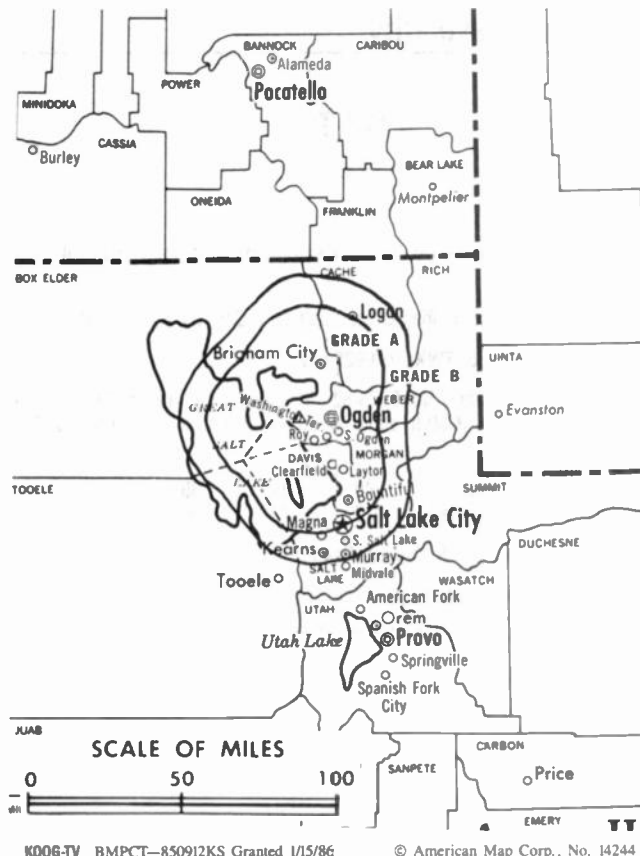 BANNOCK
CARIBOU
Alameda
POWER
Pocatello
MINIDOKA
CASSIA
Burley
BEAR LAKE
Montpelier
ONEIDA
FRANKLIN
BOX ELDER
CACHE
RICH
Logan
GRADE A
UINTA
Brigham City
GRADE B
WEBER
GREAT
Washington Ter
Ogden
Evanston
Roy
S. Ogden
SALT
MORGAN
DAVIS
Clearfield
Layton
LAKE
TOOELE
SUMMIT
Bountiful
Magna
Salt Lake City
S. Salt Lake
DUCHESNE
Kearns
Murray
SALT
LAKE
Midvale
WASATCH
Tooele
UTAH
American Fork
rem
Utah Lake
Provo
Springville
Spanish Fork
City
JUAB
SCALE OF MILES
CARBON
0 50 100
SANPETE
Price
EMERY
KOOG-TV BMPCT—850912KS Granted 1/15/86 © American Map Corp., No. 14244